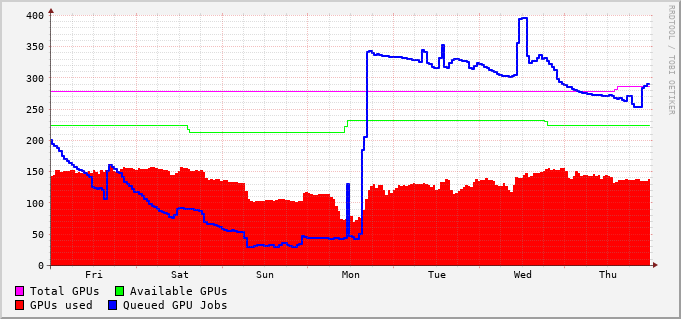 400
350
300
250
200
150
100
50
0
Fri Sat Sun Mon Tue Wed Thu
Total GPUs Available GPUs
GPUs used Queued GPU Jobs
RRDTOOL / TOBI OETIKER